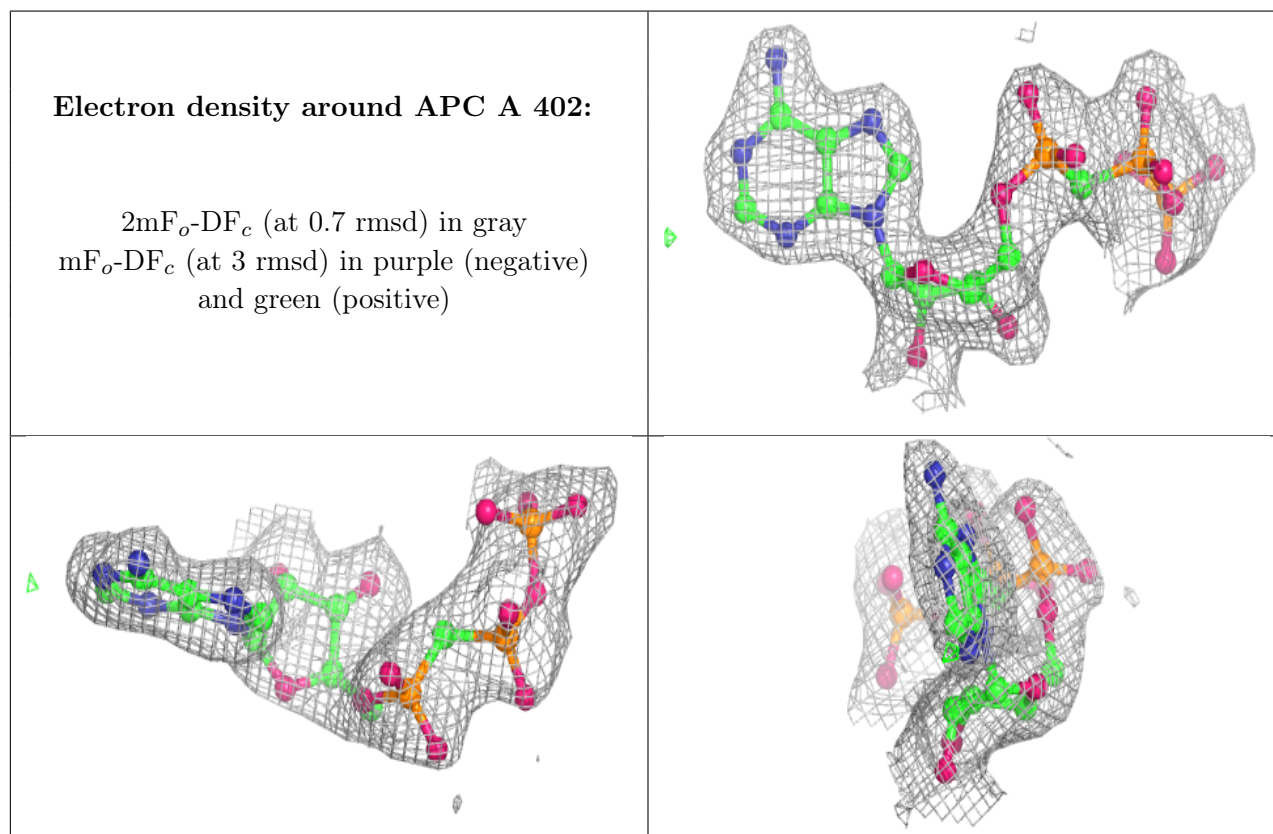 Electron density around APC A 402:
2mFo-DFc (at 0.7 rmsd) in gray
mFo-DFc (at 3 rmsd) in purple (negative)
and green (positive)